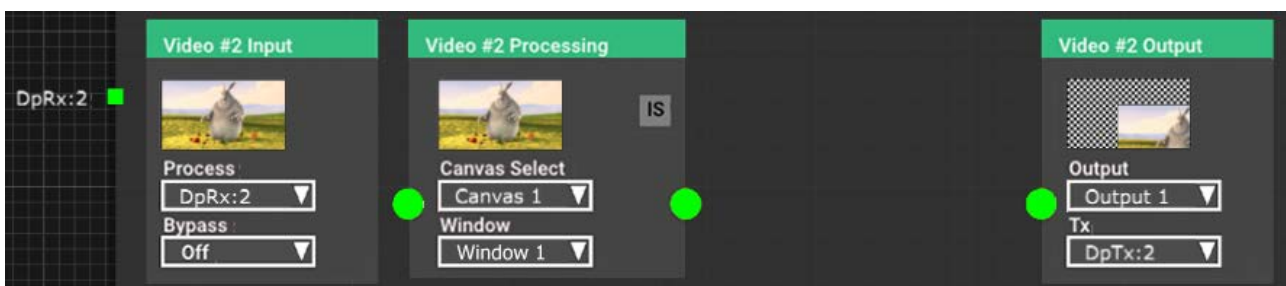 DpRx:2
Video #2 Input
Process
DpRx:2
Bypass
Off
Video #2 Processing
IS
Canvas Select
Canvas 1
Window
Window 1
Video #2 Output
Output
Output 1
Tx
DpTx:2